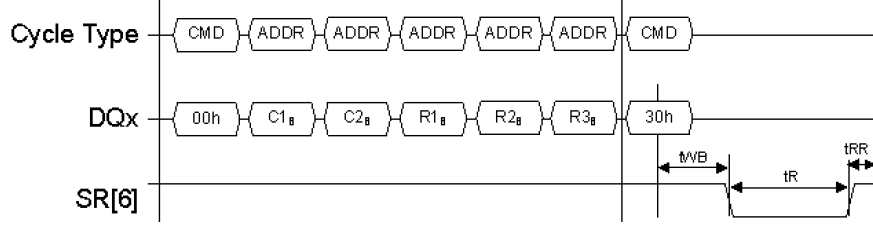 Cycle Type CMD ADDR ADDR ADDR ADDR ADDR CMD
DQx 00h C1B C2B R1B R2B R3B 30h
tWB tR tRR
SR[6]